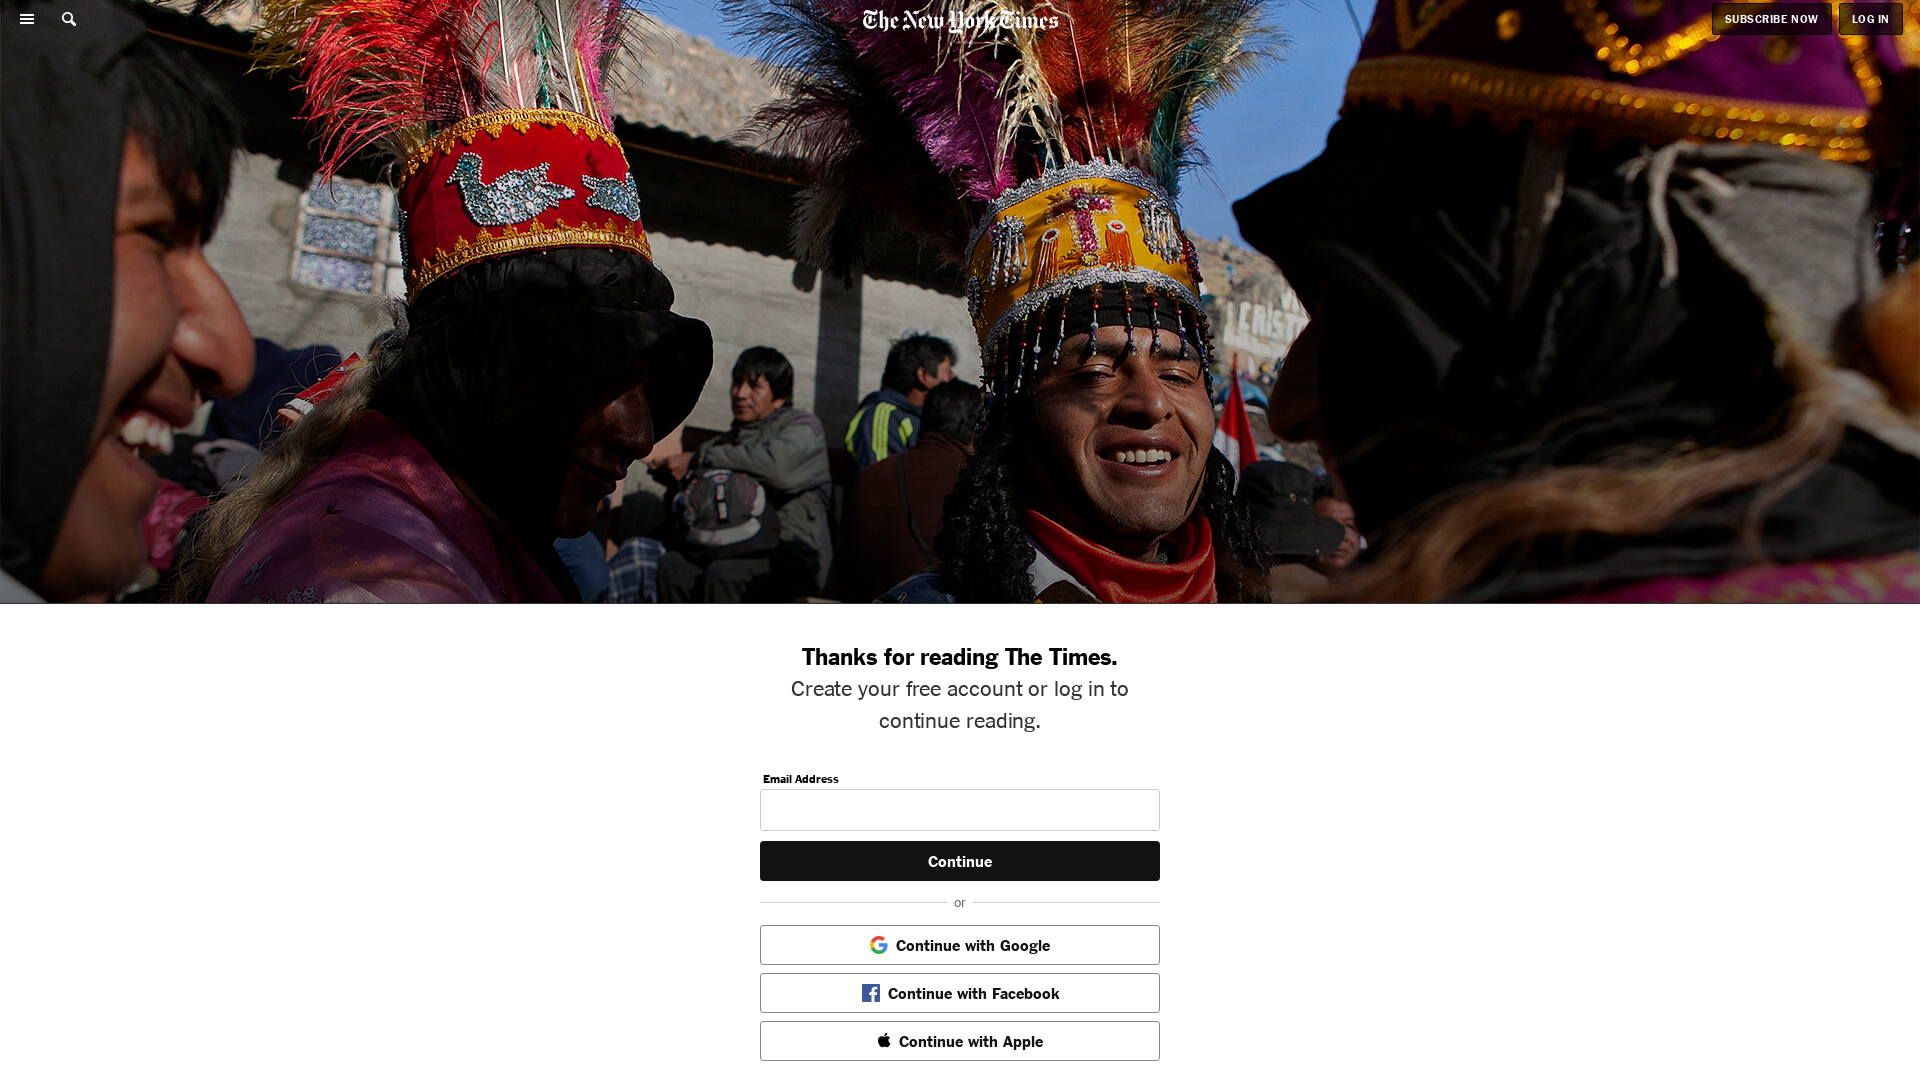 The New York Times
SUBSCRIBE NOW
LOG IN
Thanks for reading The Times.
Create your free account or log in to
continue reading.
Email Address
Continue
or
Continue with Google
Continue with Facebook
Continue with Apple